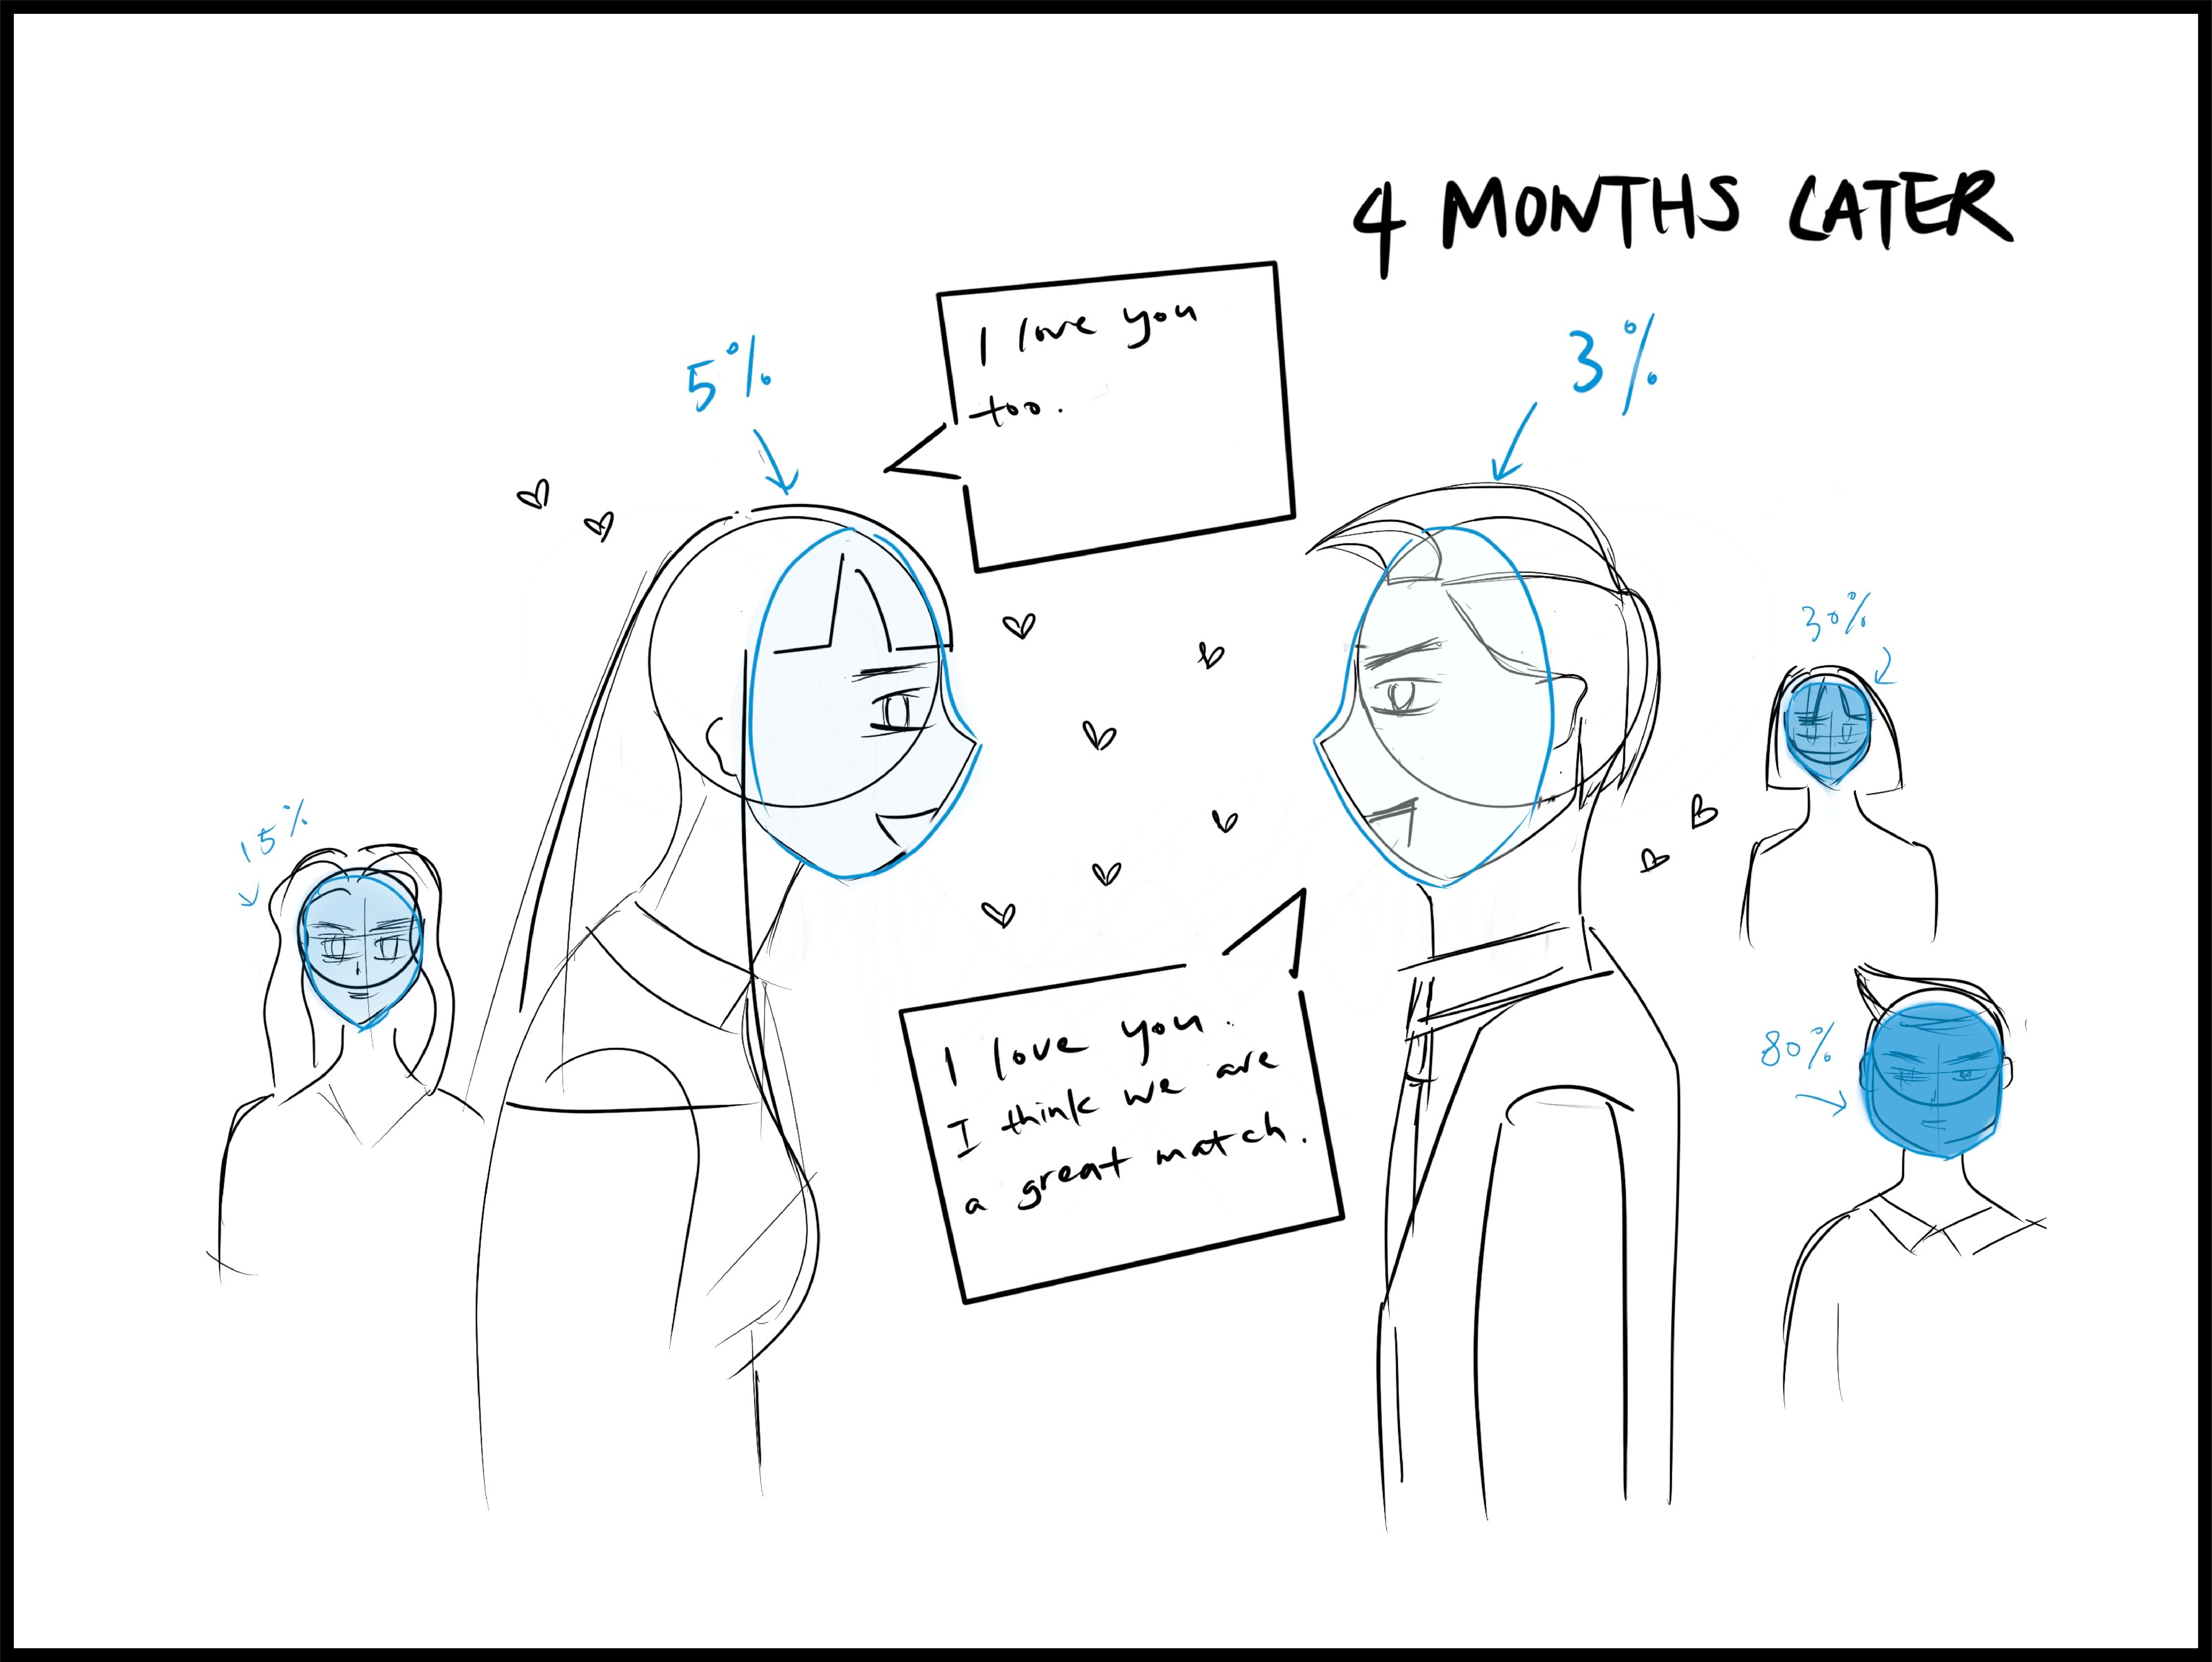 4 MONTHS LATER
5%
I love you
too.
3%
30%
15%
80%
I love you.
I think we are
a great match.